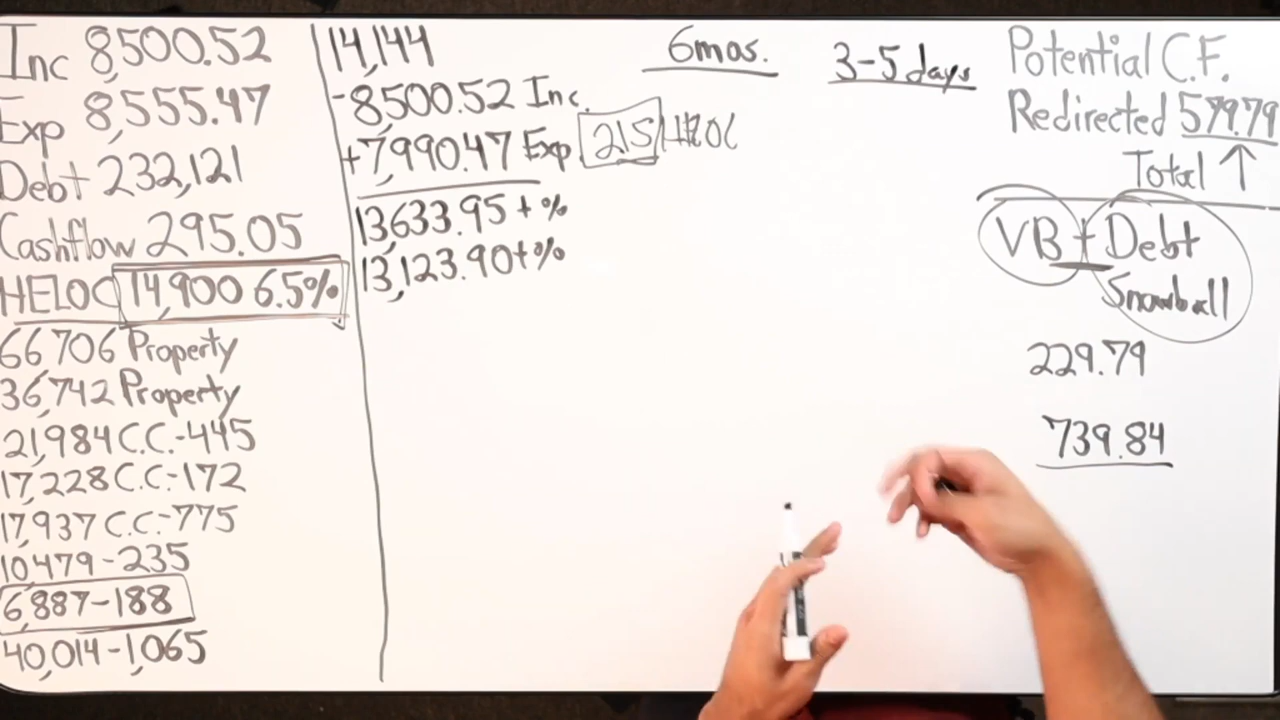 Inc 8,500.52
Exp 8,555.47
Debt 232,121
Cashflow 295.05
HELOC 14,900 6.5%
66,706 Property
36,742 Property
21,984 C.C.-445
17,228 C.C.-172
17,937 C.C.-775
10,479-235
6,887-188
40,014-1,065
14,144
-8500.52 Inc.
+7,990.47 Exp 215
13,633.95 + %
13,123.90 + %
6mos.
3-5 days
Potential C.F.
Redirected 579.79
Total ↑
VB + Debt
Snowball
229.79
739.84